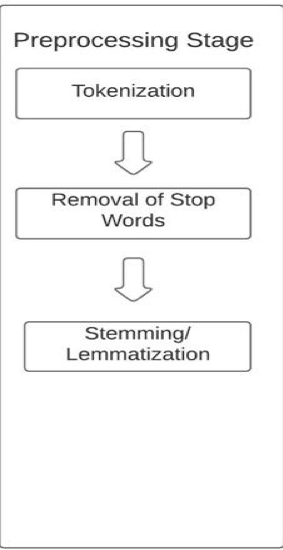 Preprocessing Stage
Tokenization
Removal of Stop
Words
Stemming/
Lemmatization